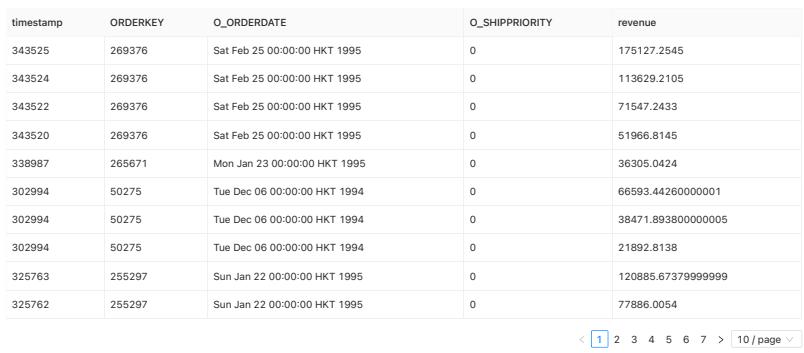 timestamp ORDERKEY O_ORDERDATE O_SHIPPRIORITY revenue
343525 269376 Sat Feb 25 00:00:00 HKT 1995 0 175127.2545
343524 269376 Sat Feb 25 00:00:00 HKT 1995 0 113629.2105
343522 269376 Sat Feb 25 00:00:00 HKT 1995 0 71547.2433
343520 269376 Sat Feb 25 00:00:00 HKT 1995 0 51966.8145
338987 265671 Mon Jan 23 00:00:00 HKT 1995 0 36305.0424
302994 50275 Tue Dec 06 00:00:00 HKT 1994 0 66593.44260000001
302994 50275 Tue Dec 06 00:00:00 HKT 1994 0 38471.893800000005
302994 50275 Tue Dec 06 00:00:00 HKT 1994 0 21892.8138
325763 255297 Sun Jan 22 00:00:00 HKT 1995 0 120885.67379999999
325762 255297 Sun Jan 22 00:00:00 HKT 1995 0 77886.0054
< 1 2 3 4 5 6 7 > 10 / page